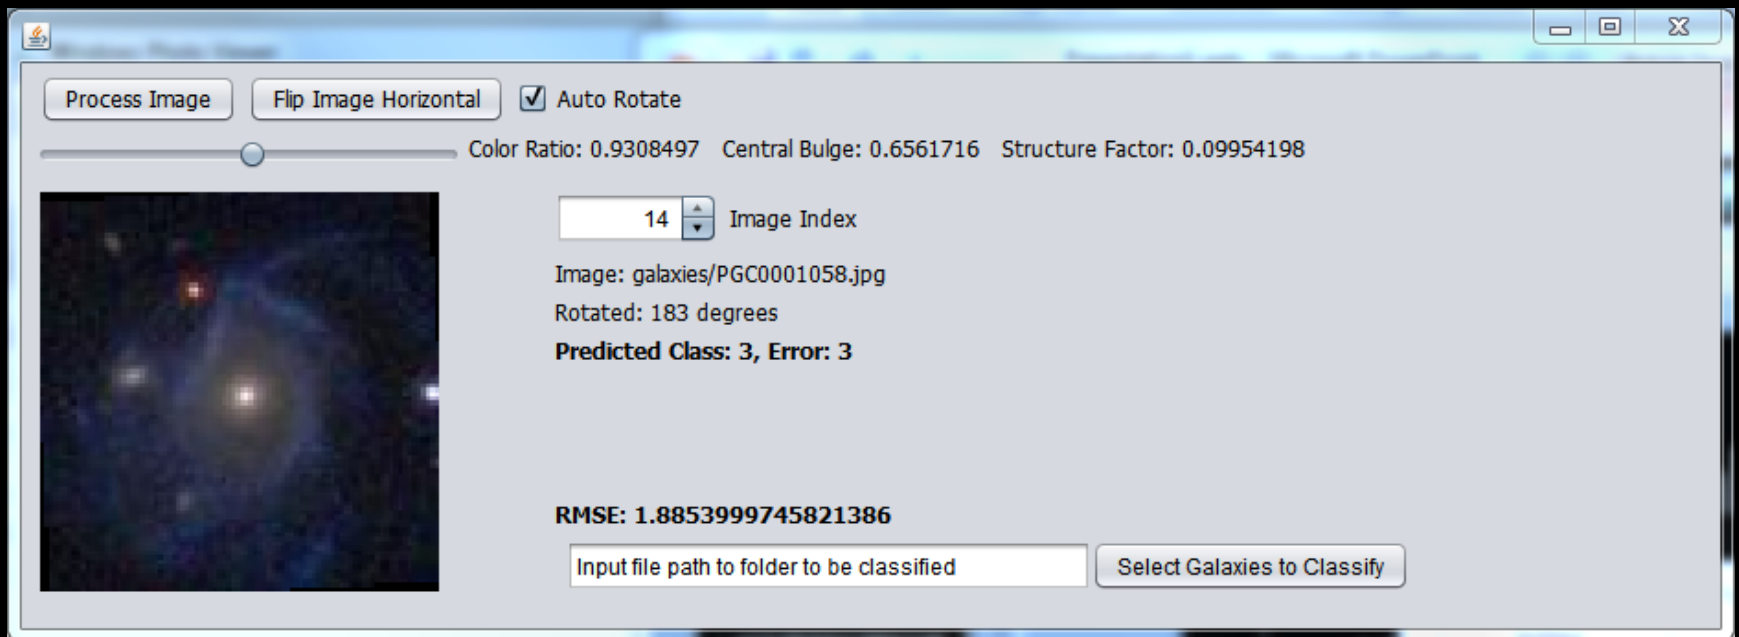 Process Image Flip Image Horizontal Auto Rotate
Color Ratio: 0.9308497 Central Bulge: 0.6561716 Structure Factor: 0.09954198
14 Image Index
Image: galaxies/PGC0001058.jpg
Rotated: 183 degrees
Predicted Class: 3, Error: 3
RMSE: 1.8853999745821386
Input file path to folder to be classified Select Galaxies to Classify